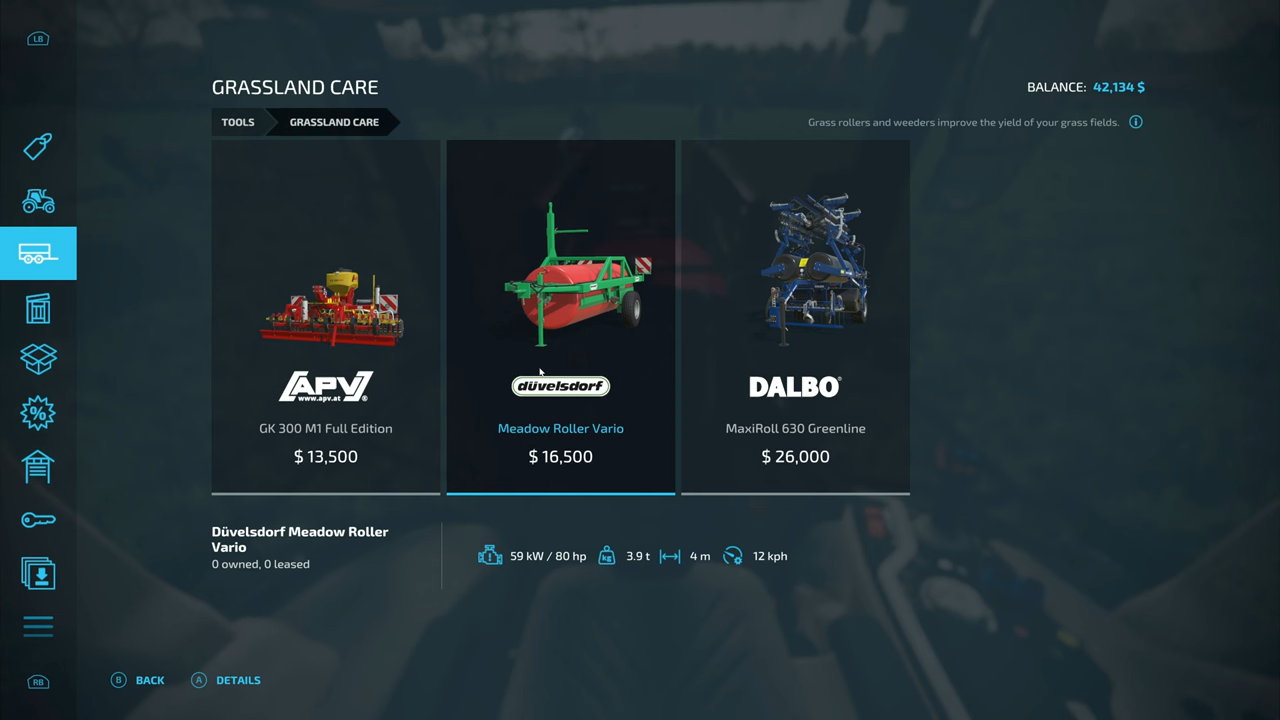 LB
GRASSLAND CARE
BALANCE: 42,134 $
TOOLS
GRASSLAND CARE
Grass rollers and weeders improve the yield of your grass fields.
APV
www.apv.at
GK 300 M1 Full Edition
$ 13,500
düvelsdorf
Meadow Roller Vario
$ 16,500
DALBO®
MaxiRoll 630 Greenline
$ 26,000
Düvelsdorf Meadow Roller
Vario
0 owned, 0 leased
59 kW / 80 hp
kg
3.9 t
4 m
12 kph
RB
B BACK
A DETAILS